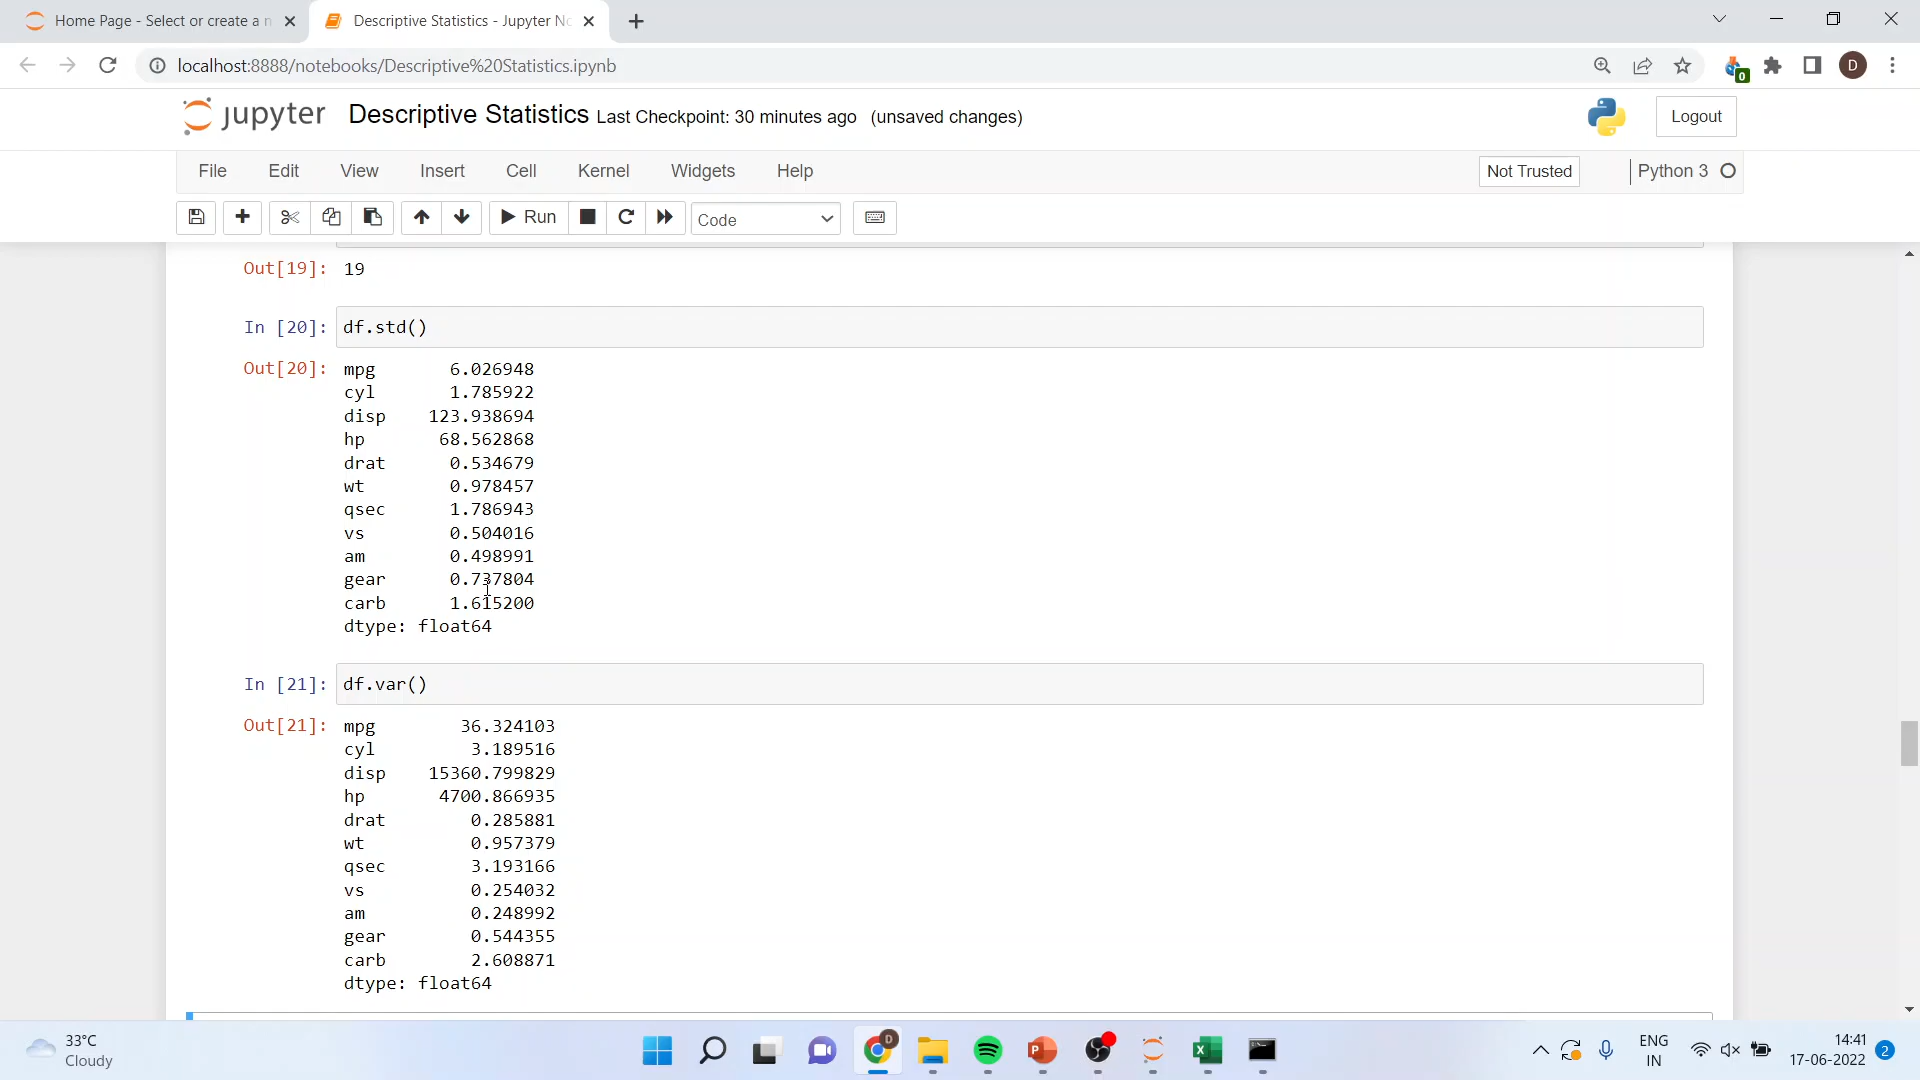 Home Page - Select or create a n
Descriptive Statistics - Jupyter No
localhost:8888/notebooks/Descriptive%20Statistics.ipynb
0
D
jupyter
Descriptive Statistics Last Checkpoint: 30 minutes ago (unsaved changes)
Logout
File Edit View Insert Cell Kernel Widgets Help
Not Trusted
Python 3
Run
Code
Out[19]: 19
In [20]: df.std()
Out[20]: mpg 6.026948
cyl 1.785922
disp 123.938694
hp 68.562868
drat 0.534679
wt 0.978457
qsec 1.786943
vs 0.504016
am 0.498991
gear 0.737804
carb 1.615200
dtype: float64
In [21]: df.var()
Out[21]: mpg 36.324103
cyl 3.189516
disp 15360.799829
hp 4700.866935
drat 0.285881
wt 0.957379
qsec 3.193166
vs 0.254032
am 0.248992
gear 0.544355
carb 2.608871
dtype: float64
33°C
Cloudy
D
P
X
ENG
IN
14:41
17-06-2022
2